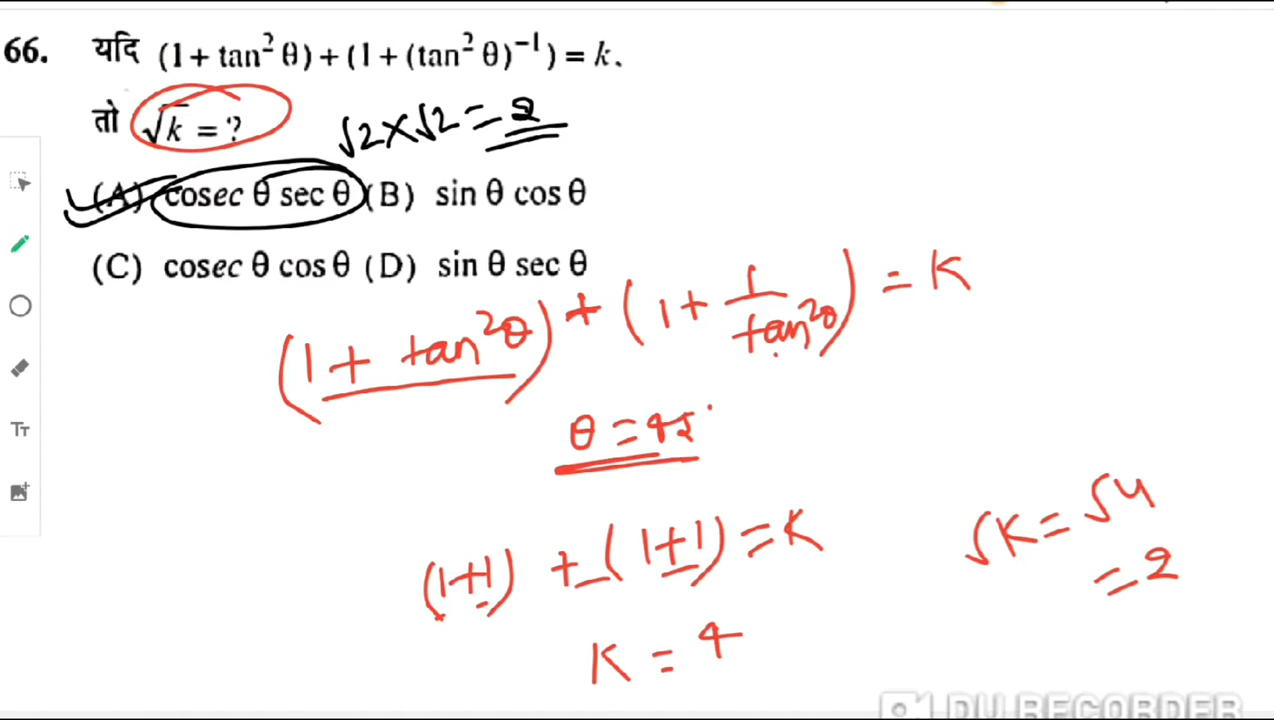 66. यदि (1 + tan² θ) + (1 + (tan² θ)⁻¹) = k.
तो √k = ?
√2×√2 = 2
(A) cosec θ sec θ (B) sin θ cos θ
(C) cosec θ cos θ (D) sin θ sec θ
(1 + tan²θ) + (1 + 1/tan²θ) = K
θ = 45°
(1+1) + (1+1) = K
√K = √4
= 2
K = 4
TT
DU RECORDER